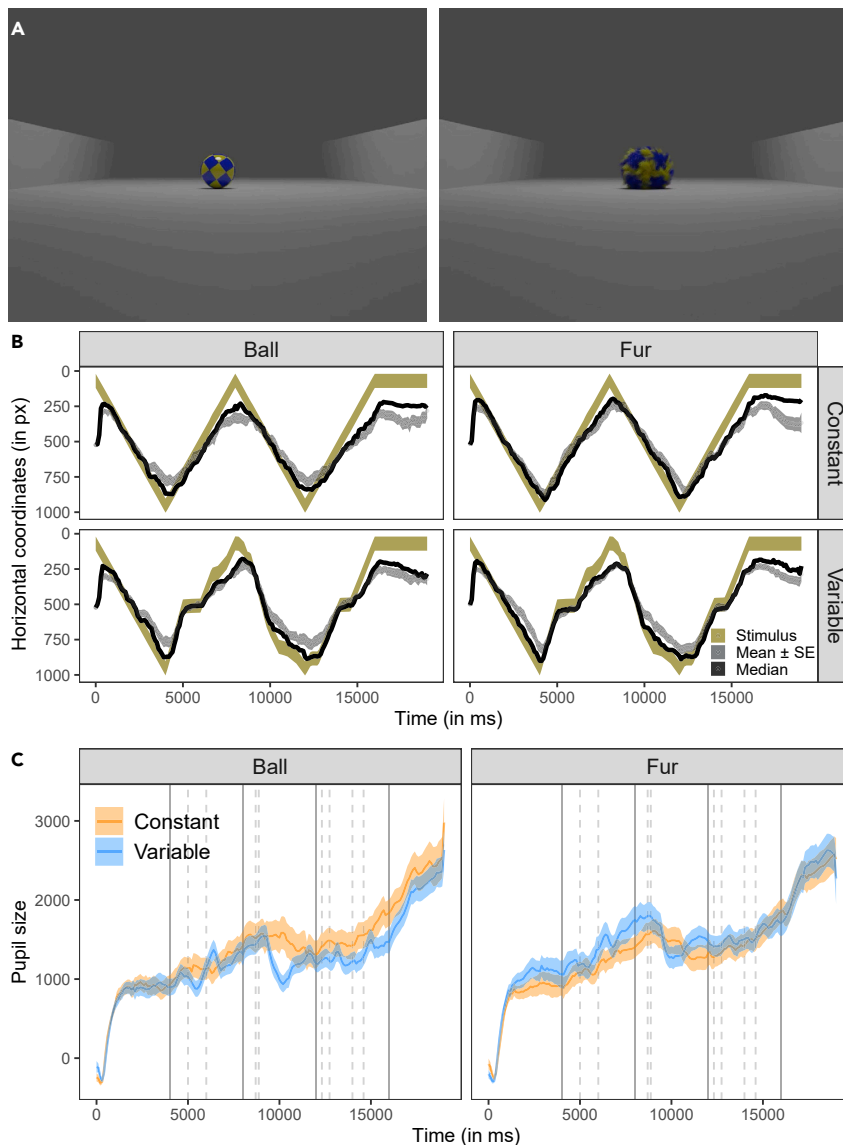 A
B
Ball
Fur
0
250
500
750
1000
Constant
0
250
500
750
1000
Variable
Horizontal coordinates (in px)
Stimulus
Mean ± SE
Median
0 5000 10000 15000 0 5000 10000 15000
Time (in ms)
C
Ball
Fur
Constant
Variable
3000
2000
1000
0
Pupil size
0 5000 10000 15000 0 5000 10000 15000
Time (in ms)